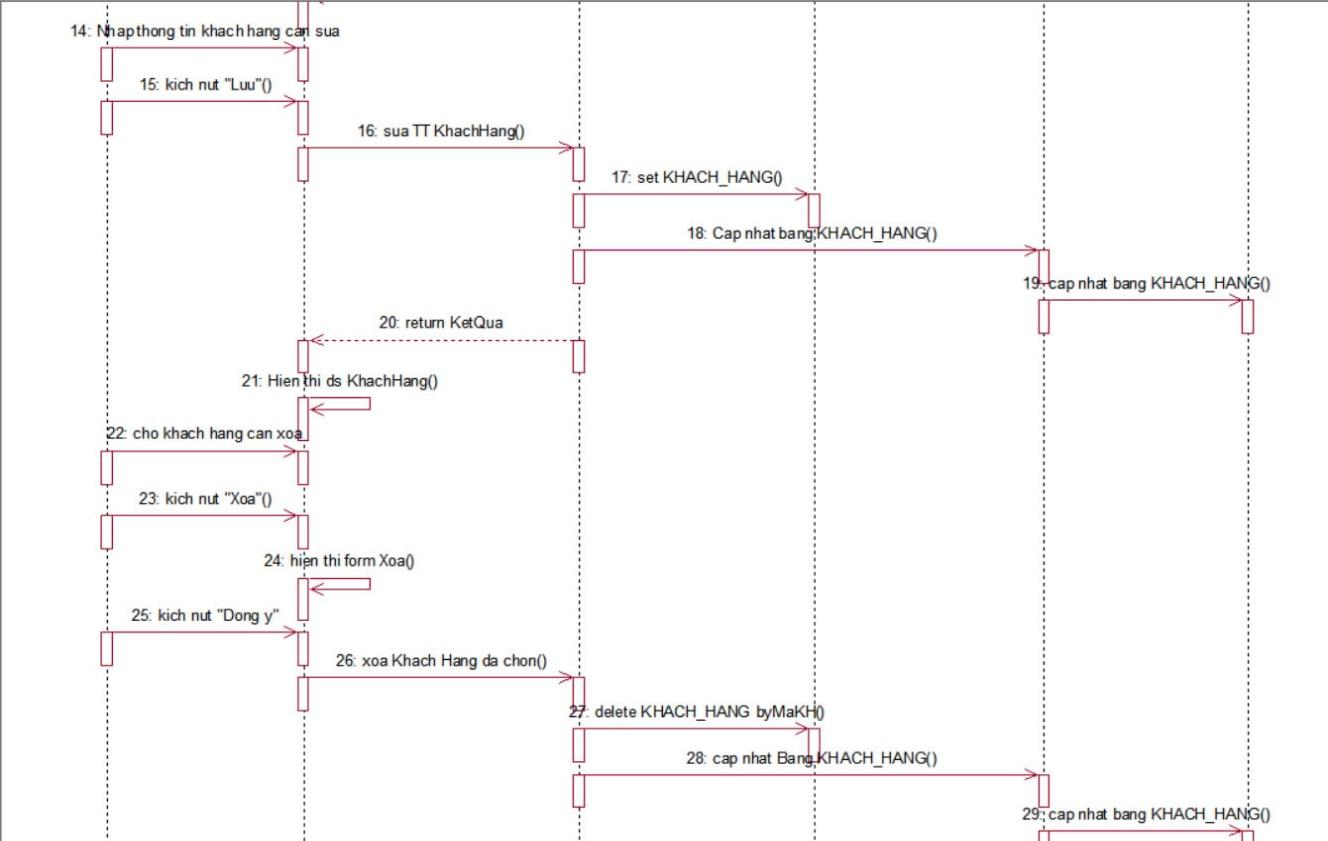 14: Nhap thong tin khach hang can sua
15: kich nut "Luu"()
16: sua TT KhachHang()
17: set KHACH_HANG()
18: Cap nhat bang KHACH_HANG()
19: cap nhat bang KHACH_HANG()
20: return KetQua
21: Hien thi ds KhachHang()
22: cho khach hang can xoa
23: kich nut "Xoa"()
24: hien thi form Xoa()
25: kich nut "Dong y"
26: xoa Khach Hang da chon()
27: delete KHACH_HANG byMaKH()
28: cap nhat Bang KHACH_HANG()
29: cap nhat bang KHACH_HANG()